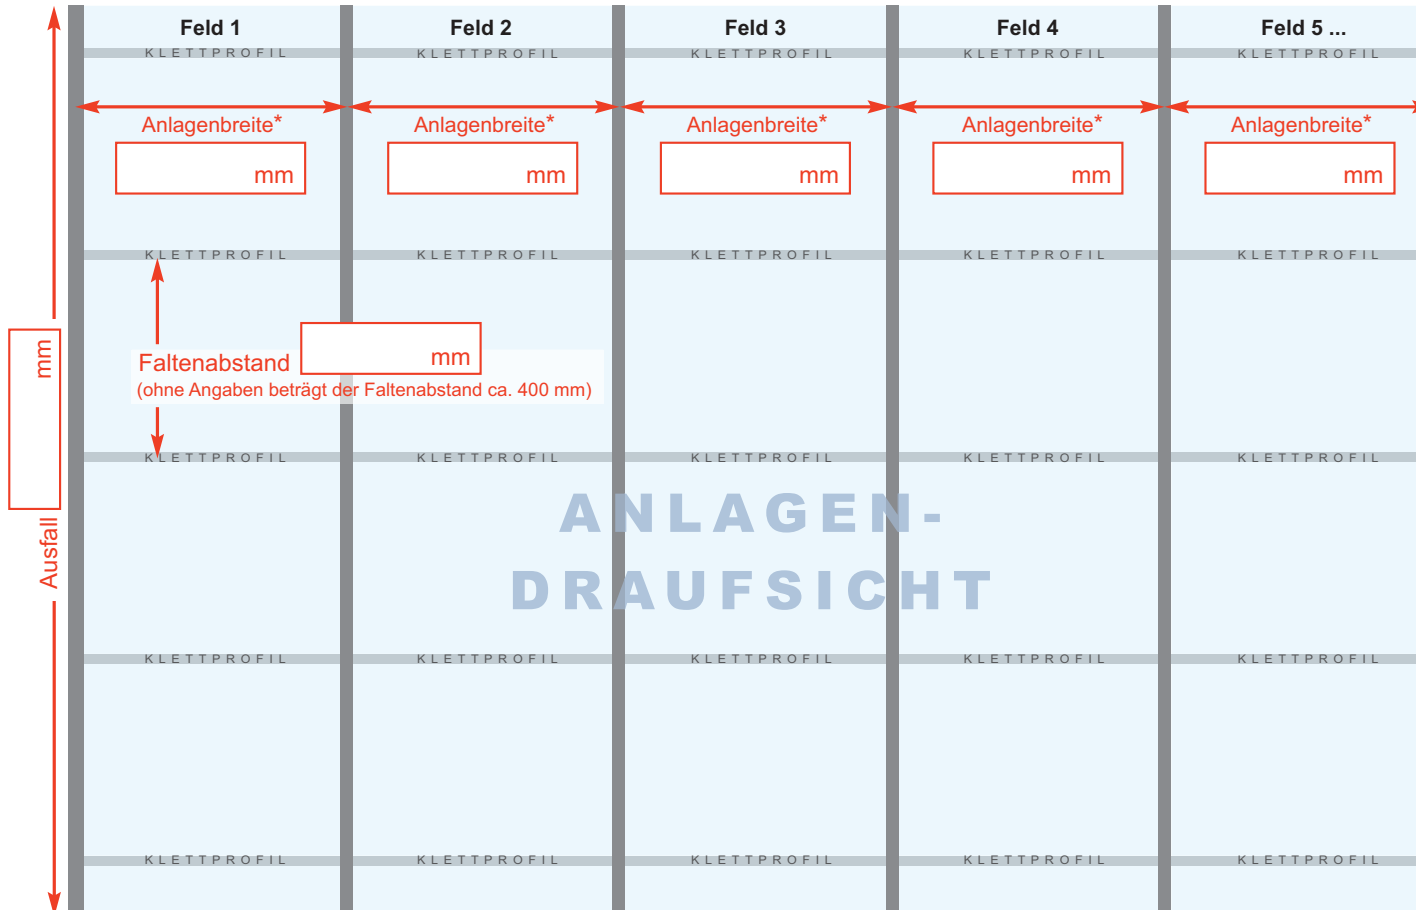 Feld 1 Feld 2 Feld 3 Feld 4 Feld 5 ...
KLETTPROFIL KLETTPROFIL KLETTPROFIL KLETTPROFIL KLETTPROFIL
Anlagenbreite* Anlagenbreite* Anlagenbreite* Anlagenbreite* Anlagenbreite*
mm mm mm mm mm
KLETTPROFIL KLETTPROFIL KLETTPROFIL KLETTPROFIL KLETTPROFIL
Faltenabstand mm
(ohne Angaben beträgt der Faltenabstand ca. 400 mm)
mm
Ausfall
KLETTPROFIL KLETTPROFIL KLETTPROFIL KLETTPROFIL KLETTPROFIL
ANLAGEN-
DRAUFSICHT
KLETTPROFIL KLETTPROFIL KLETTPROFIL KLETTPROFIL KLETTPROFIL
KLETTPROFIL KLETTPROFIL KLETTPROFIL KLETTPROFIL KLETTPROFIL